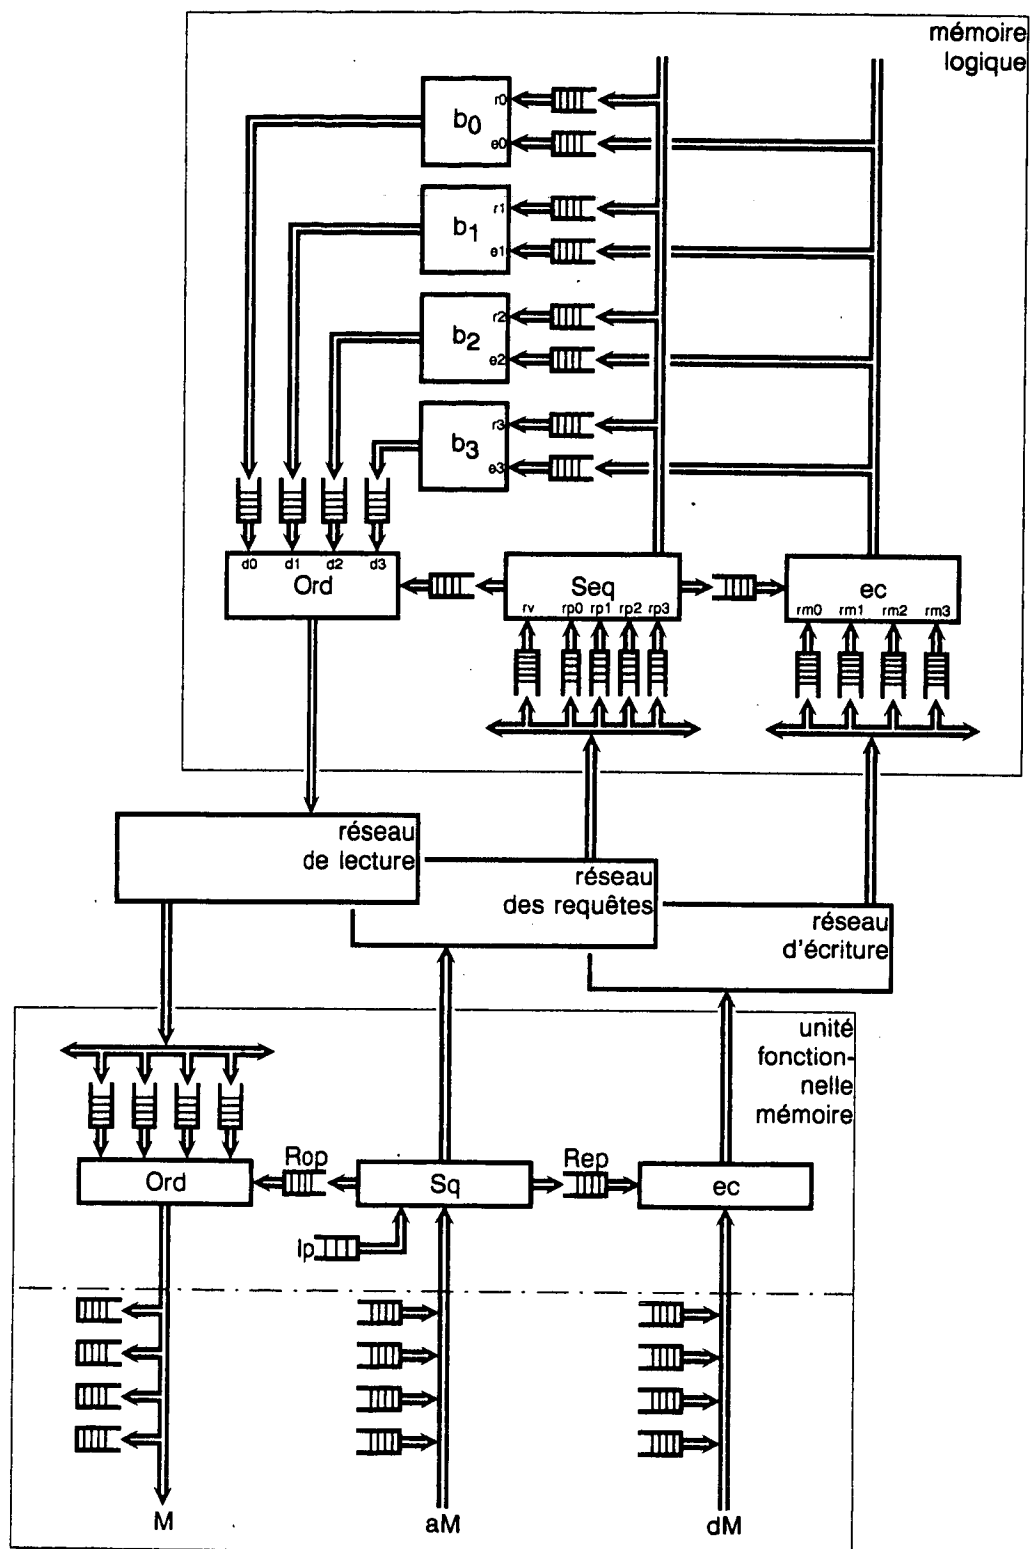 mémoire
logique
b0
r0
e0
b1
r1
e1
b2
r2
e2
b3
r3
e3
d0 d1 d2 d3
Ord
Seq
rv rp0 rp1 rp2 rp3
ec
rm0 rm1 rm2 rm3
réseau
de lecture
réseau
des requêtes
réseau
d'écriture
unité
fonction-
nelle
mémoire
Ord
Rop
Sq
Rep
ec
Ip
M
aM
dM